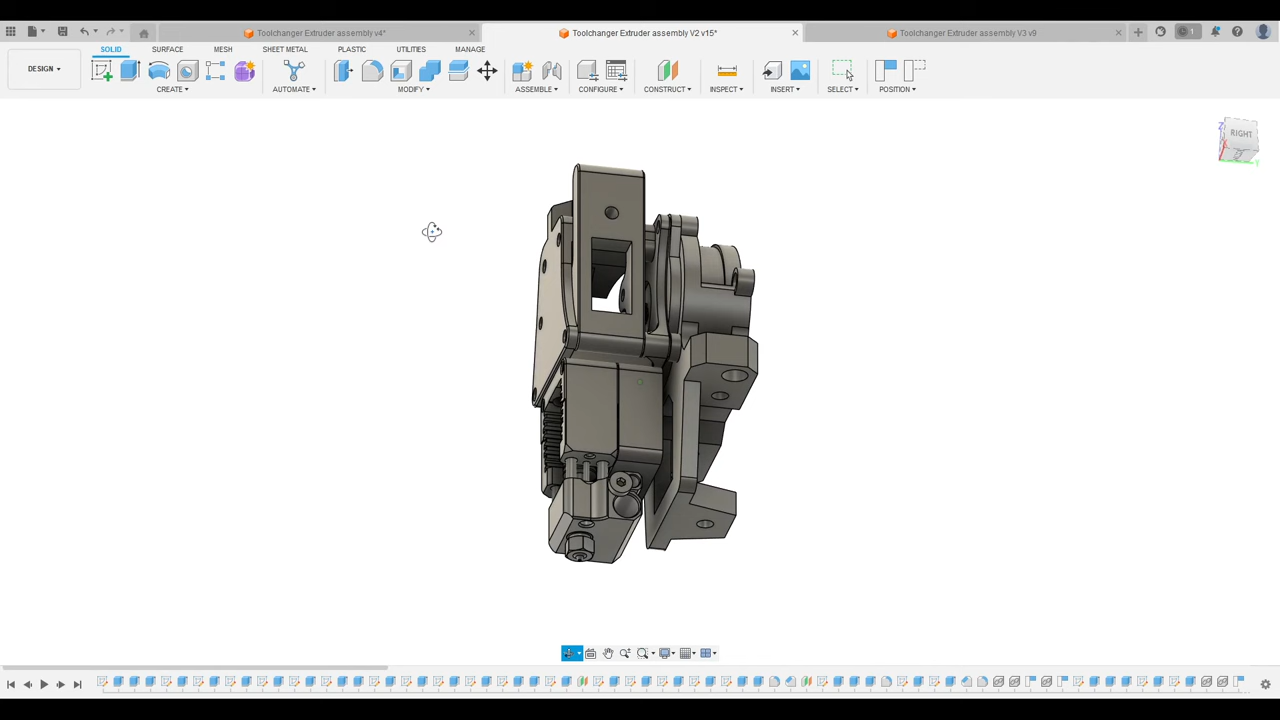 Toolchanger Extruder assembly v4*
Toolchanger Extruder assembly V2 v15*
Toolchanger Extruder assembly V3 v9
1
SOLID SURFACE MESH SHEET METAL PLASTIC UTILITIES MANAGE
DESIGN
CREATE AUTOMATE MODIFY ASSEMBLE CONFIGURE CONSTRUCT INSPECT INSERT SELECT POSITION
Z
RIGHT